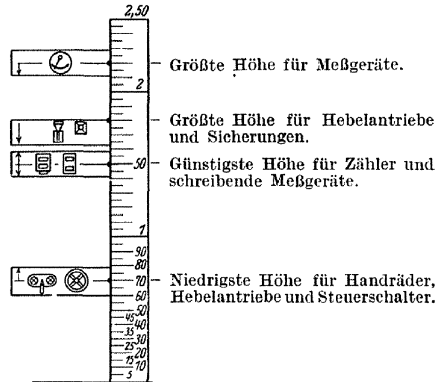 2,50
Größte Höhe für Meßgeräte.
2
Größte Höhe für Hebelantriebe
und Sicherungen.
50
Günstigste Höhe für Zähler und
schreibende Meßgeräte.
1
90
80
70
Niedrigste Höhe für Handräder,
Hebelantriebe und Steuerschalter.
60
50
45
40
35
30
25
20
15
10
5